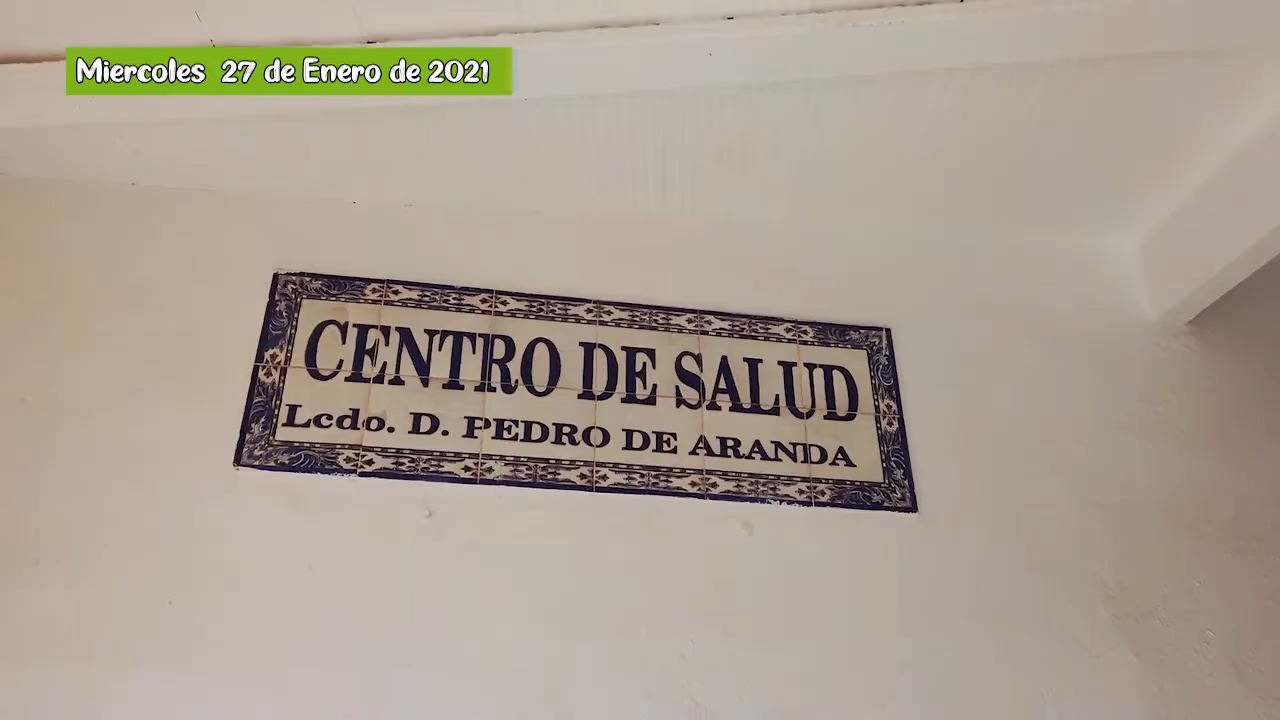 Miercoles 27 de Enero de 2021
CENTRO DE SALUD
Lcdo. D. PEDRO DE ARANDA